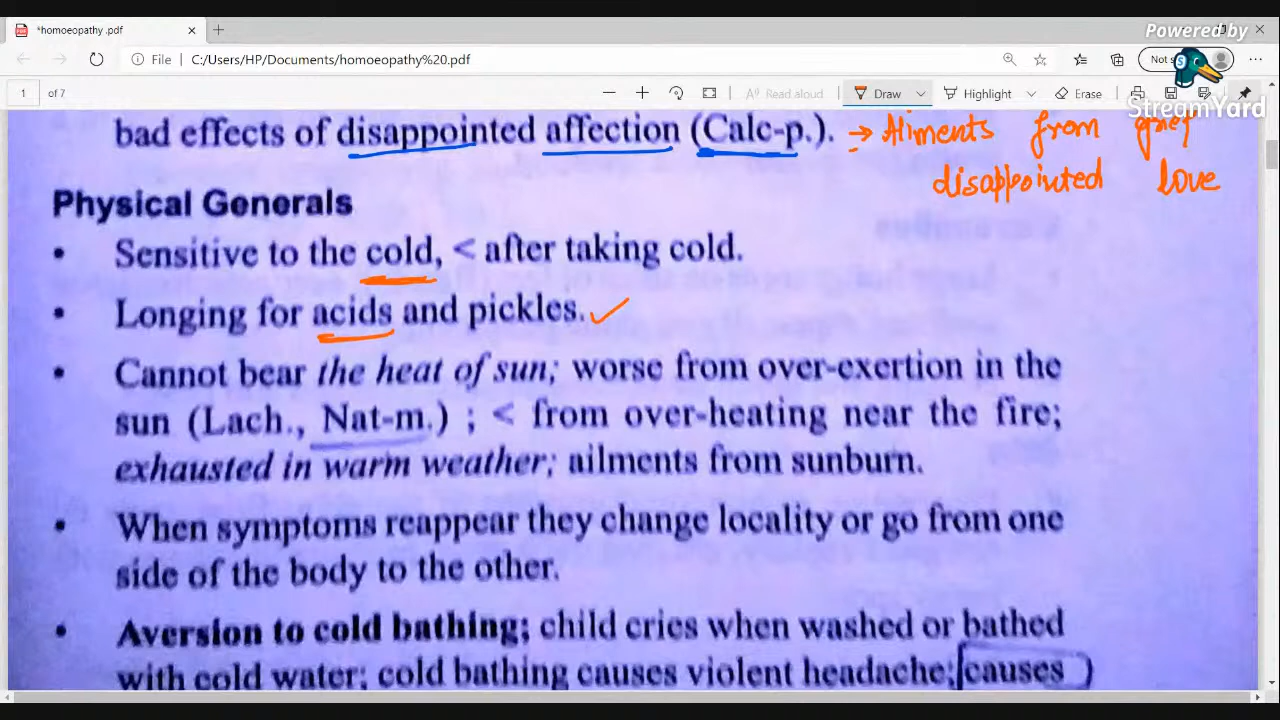 *homoeopathy .pdf
Powered by
File C:/Users/HP/Documents/homoeopathy%20.pdf
Not s
1 of 7 Read aloud Draw Highlight Erase
StreamYard
bad effects of disappointed affection (Calc-p.). → Ailments from grief
disappointed love
Physical Generals
• Sensitive to the cold, < after taking cold.
• Longing for acids and pickles. ✓
• Cannot bear the heat of sun; worse from over-exertion in the
sun (Lach., Nat-m.) ; < from over-heating near the fire;
exhausted in warm weather; ailments from sunburn.
• When symptoms reappear they change locality or go from one
side of the body to the other.
• Aversion to cold bathing; child cries when washed or bathed
with cold water; cold bathing causes violent headache; causes